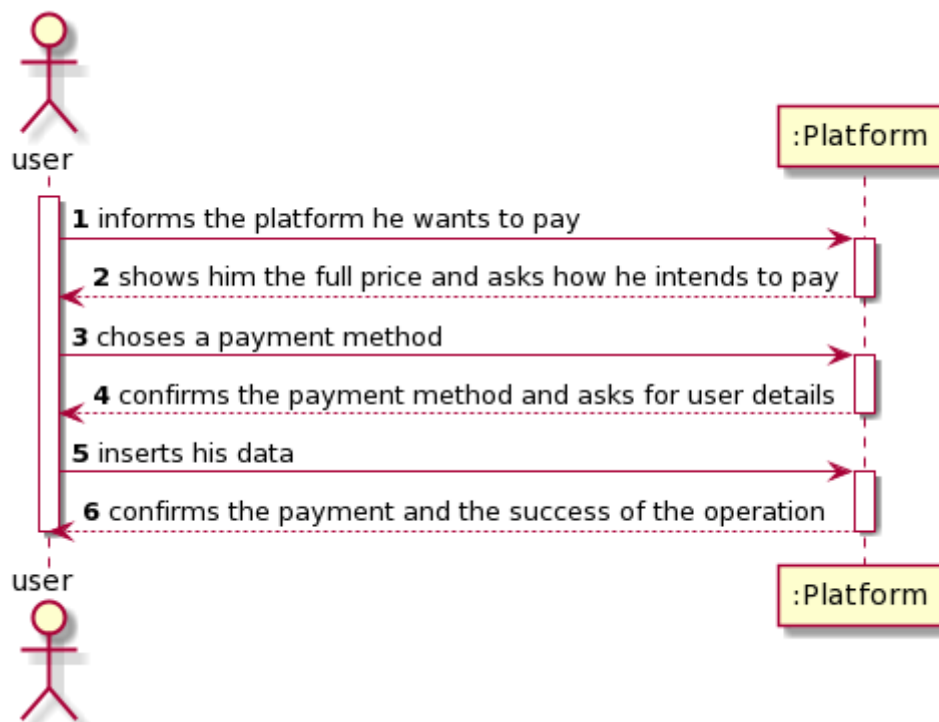 user
:Platform
1 informs the platform he wants to pay
2 shows him the full price and asks how he intends to pay
3 choses a payment method
4 confirms the payment method and asks for user details
5 inserts his data
6 confirms the payment and the success of the operation
user
:Platform